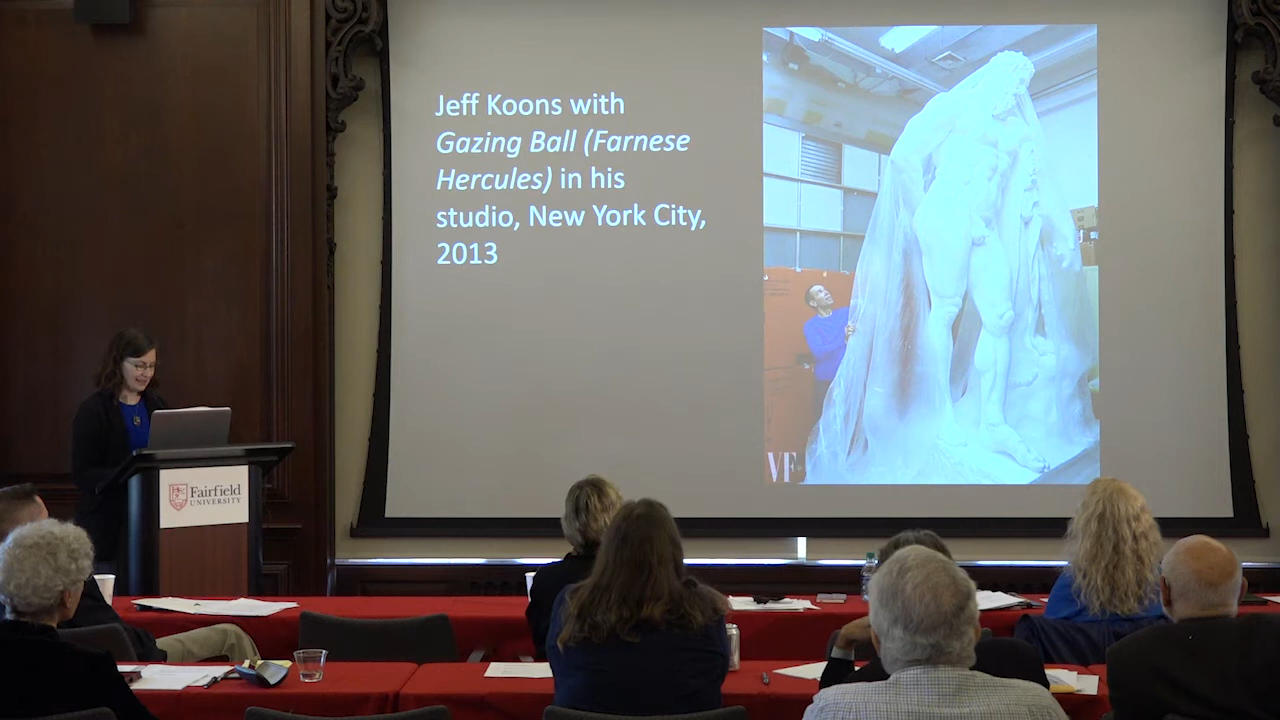 Jeff Koons with
Gazing Ball (Farnese
Hercules) in his
studio, New York City,
2013
VF
Fairfield
UNIVERSITY